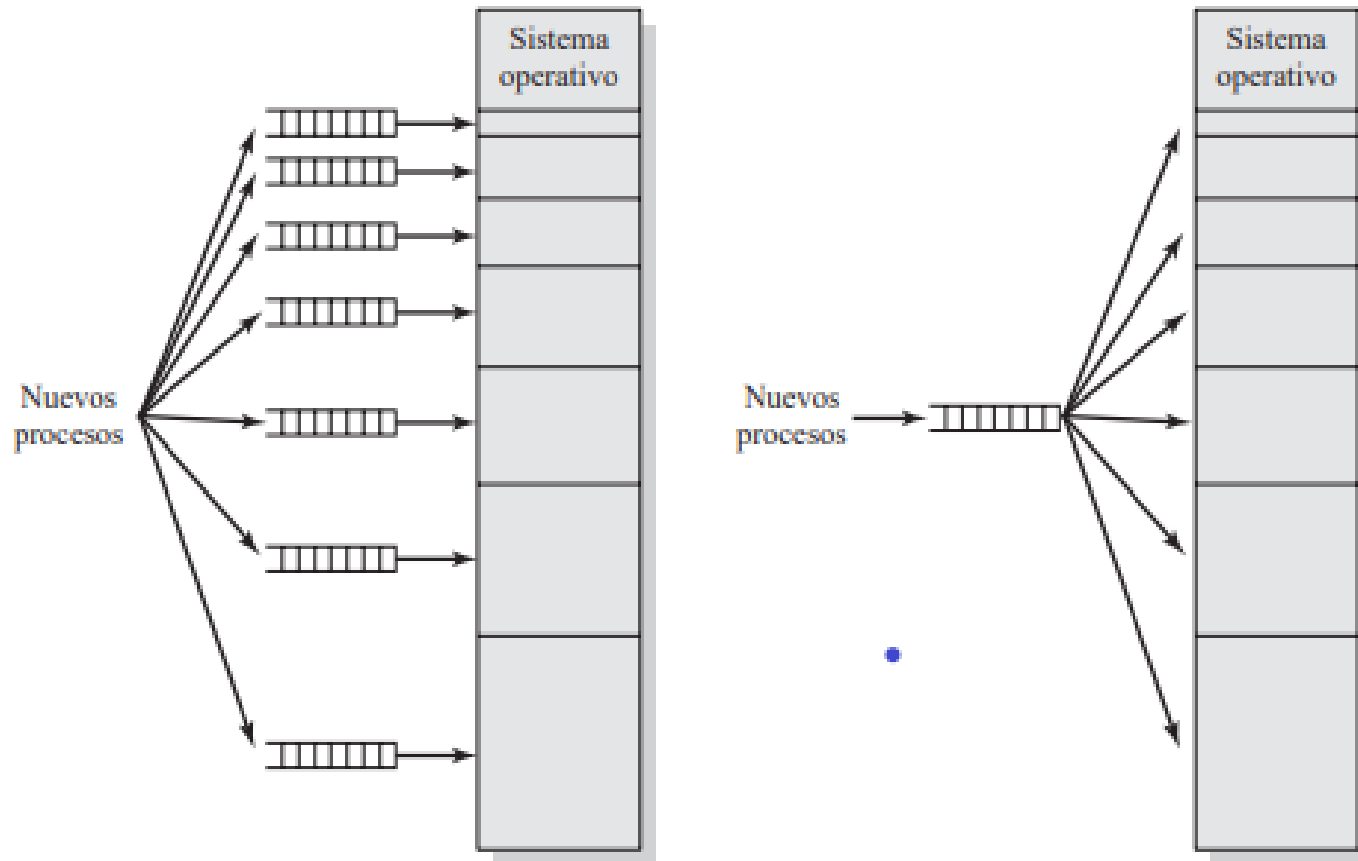 Sistema
operativo
Nuevos
procesos
Sistema
operativo
Nuevos
procesos